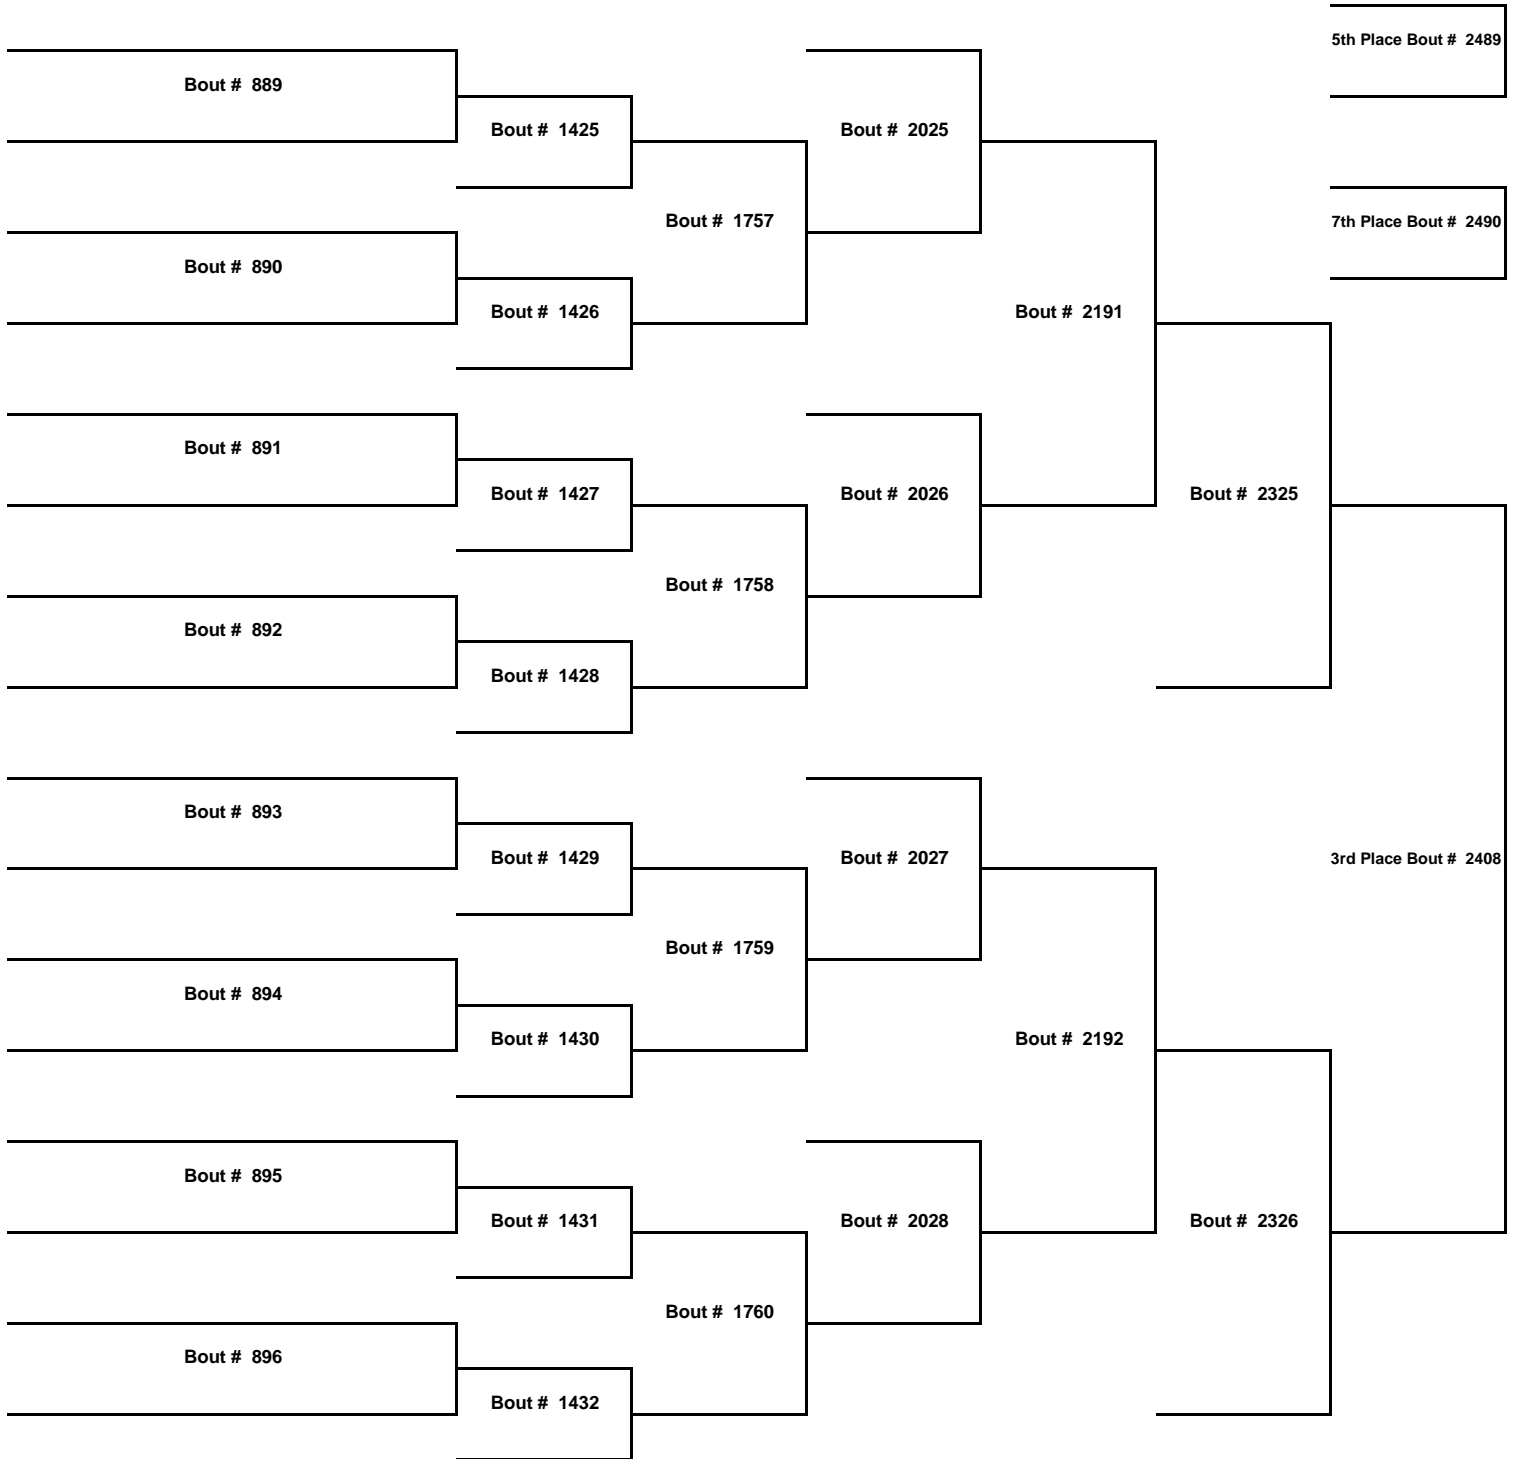 5th Place Bout # 2489
Bout # 889
Bout # 1425
Bout # 2025
Bout # 1757
7th Place Bout # 2490
Bout # 890
Bout # 1426
Bout # 2191
Bout # 891
Bout # 1427
Bout # 2026
Bout # 2325
Bout # 1758
Bout # 892
Bout # 1428
Bout # 893
Bout # 1429
Bout # 2027
3rd Place Bout # 2408
Bout # 1759
Bout # 894
Bout # 1430
Bout # 2192
Bout # 895
Bout # 1431
Bout # 2028
Bout # 2326
Bout # 1760
Bout # 896
Bout # 1432